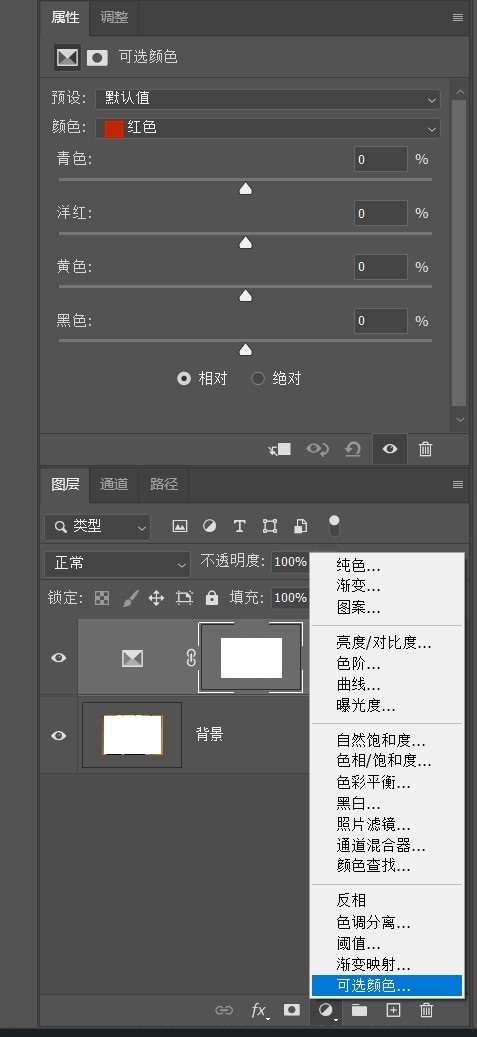 属性 调整
可选颜色
预设: 默认值
颜色: 红色
青色: 0 %
洋红: 0 %
黄色: 0 %
黑色: 0 %
相对 绝对
图层 通道 路径
类型 T
正常 不透明度: 100%
锁定: 填充: 100%
背景
纯色...
渐变...
图案...
亮度/对比度...
色阶...
曲线...
曝光度...
自然饱和度...
色相/饱和度...
色彩平衡...
黑白...
照片滤镜...
通道混合器...
颜色查找...
反相
色调分离...
阈值...
渐变映射...
可选颜色...
fx